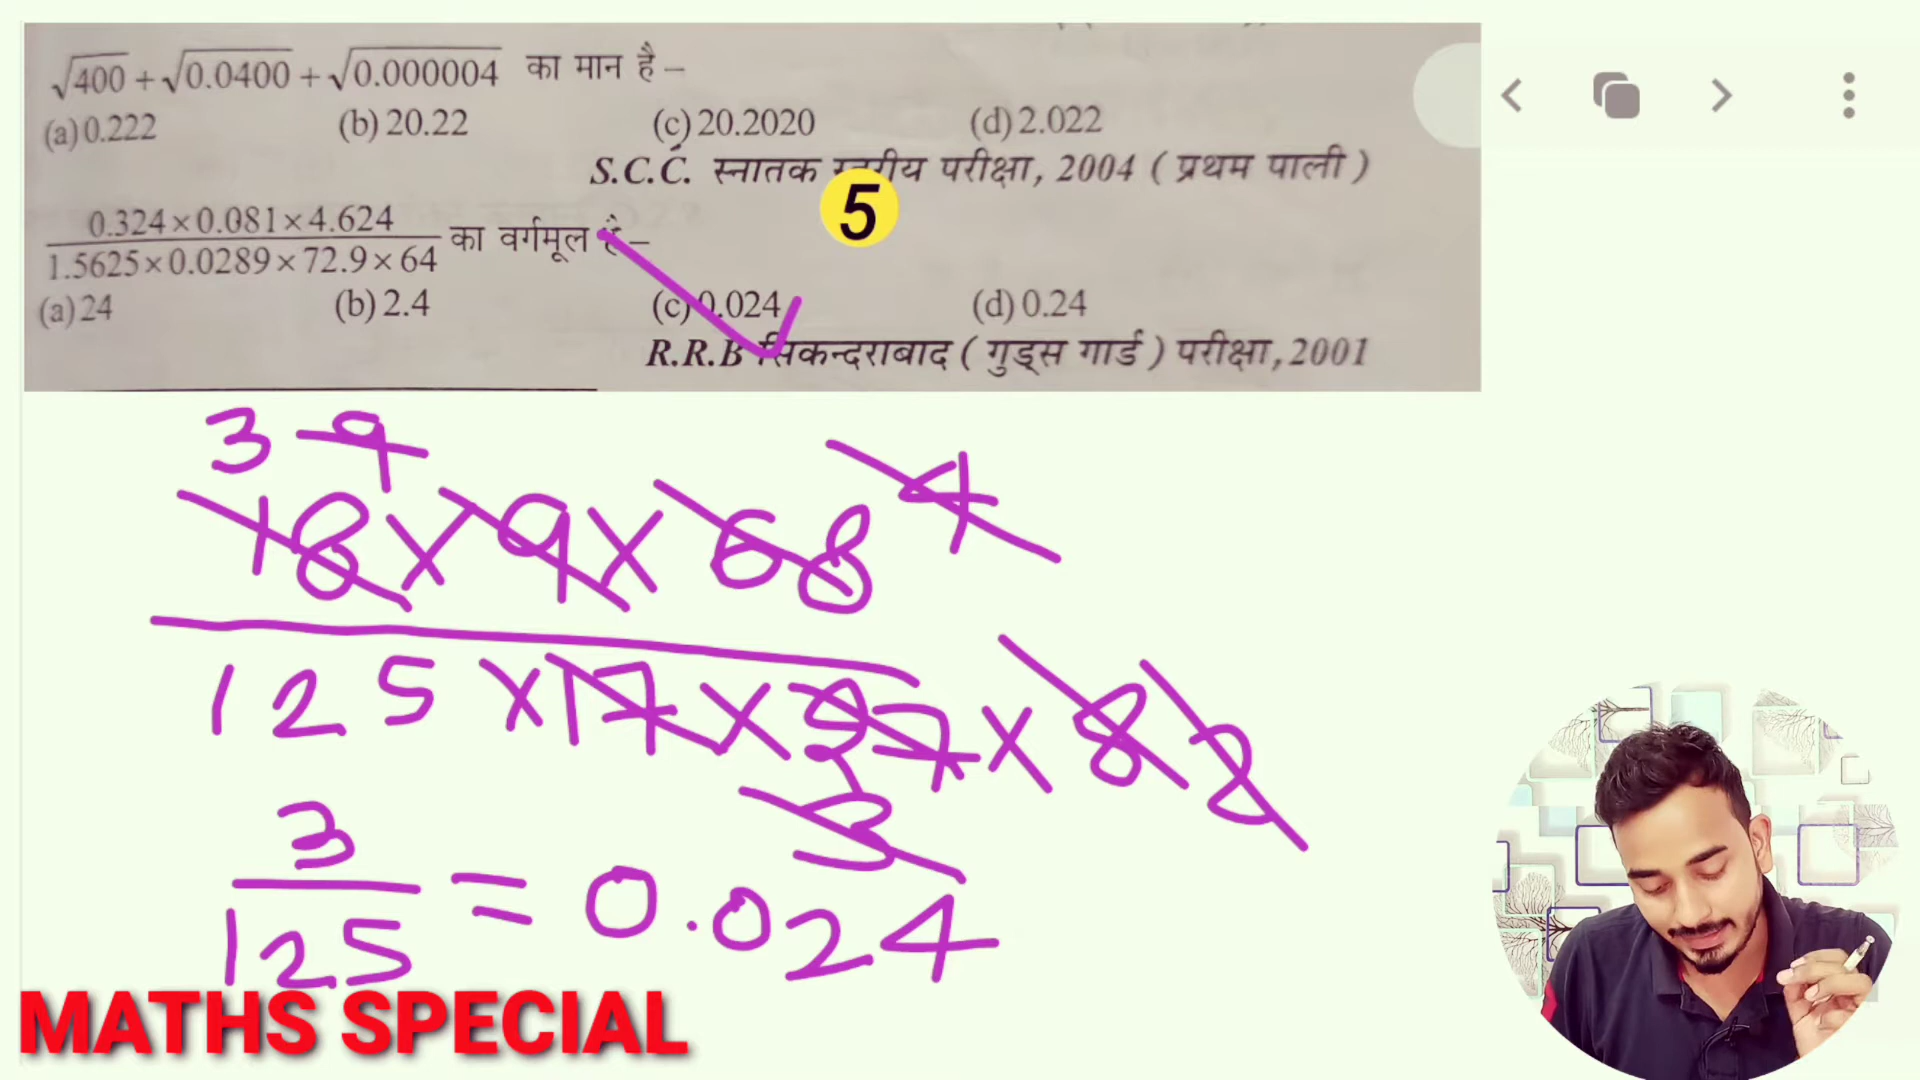 √400 + √0.0400 + √0.000004 का मान है –
(a) 0.222 (b) 20.22 (c) 20.2020 (d) 2.022
S.C.C. स्नातक स्तरीय परीक्षा, 2004 ( प्रथम पाली )
5
0.324×0.081×4.624
1.5625×0.0289×72.9×64 का वर्गमूल है –
(a) 24 (b) 2.4 (c) 0.024 (d) 0.24
R.R.B सिकन्दराबाद ( गुड्स गार्ड ) परीक्षा, 2001
3 9 4
18 × 9 × 68
125 × 17 × 27 × 8 2
3
3
125 = 0.024
MATHS SPECIAL